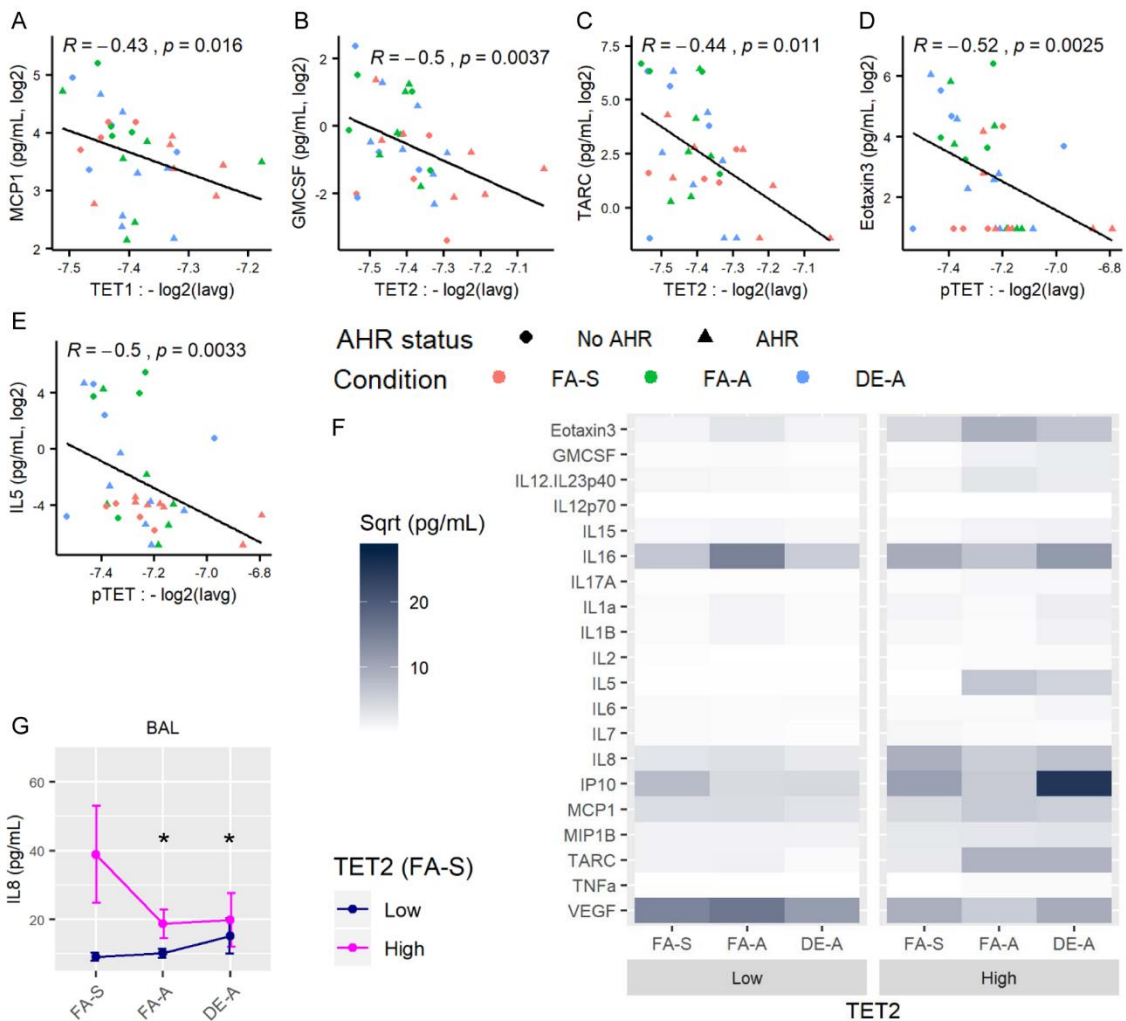 A
R = −0.43 , p = 0.016
MCP1 (pg/mL, log2)
5
4
3
2
-7.5
-7.4
-7.3
-7.2
TET1 : - log2(Iavg)
B
R = −0.5 , p = 0.0037
GMCSF (pg/mL, log2)
2
0
-2
-7.5
-7.4
-7.3
-7.2
-7.1
TET2 : - log2(Iavg)
C
R = −0.44 , p = 0.011
TARC (pg/mL, log2)
7.5
5.0
2.5
0.0
-7.5
-7.4
-7.3
-7.2
-7.1
TET2 : - log2(Iavg)
D
R = −0.52 , p = 0.0025
Eotaxin3 (pg/mL, log2)
6
4
2
-7.4
-7.2
-7.0
-6.8
pTET : - log2(Iavg)
E
R = −0.5 , p = 0.0033
IL5 (pg/mL, log2)
4
0
-4
-7.4
-7.2
-7.0
-6.8
pTET : - log2(Iavg)
AHR status No AHR AHR
Condition FA-S FA-A DE-A
F
Sqrt (pg/mL)
20
10
Eotaxin3
GMCSF
IL12.IL23p40
IL12p70
IL15
IL16
IL17A
IL1a
IL1B
IL2
IL5
IL6
IL7
IL8
IP10
MCP1
MIP1B
TARC
TNFa
VEGF
FA-S FA-A DE-A FA-S FA-A DE-A
Low High
TET2
G
BAL
IL8 (pg/mL)
60
40
20
* *
FA-S
FA-A
DE-A
TET2 (FA-S)
Low
High